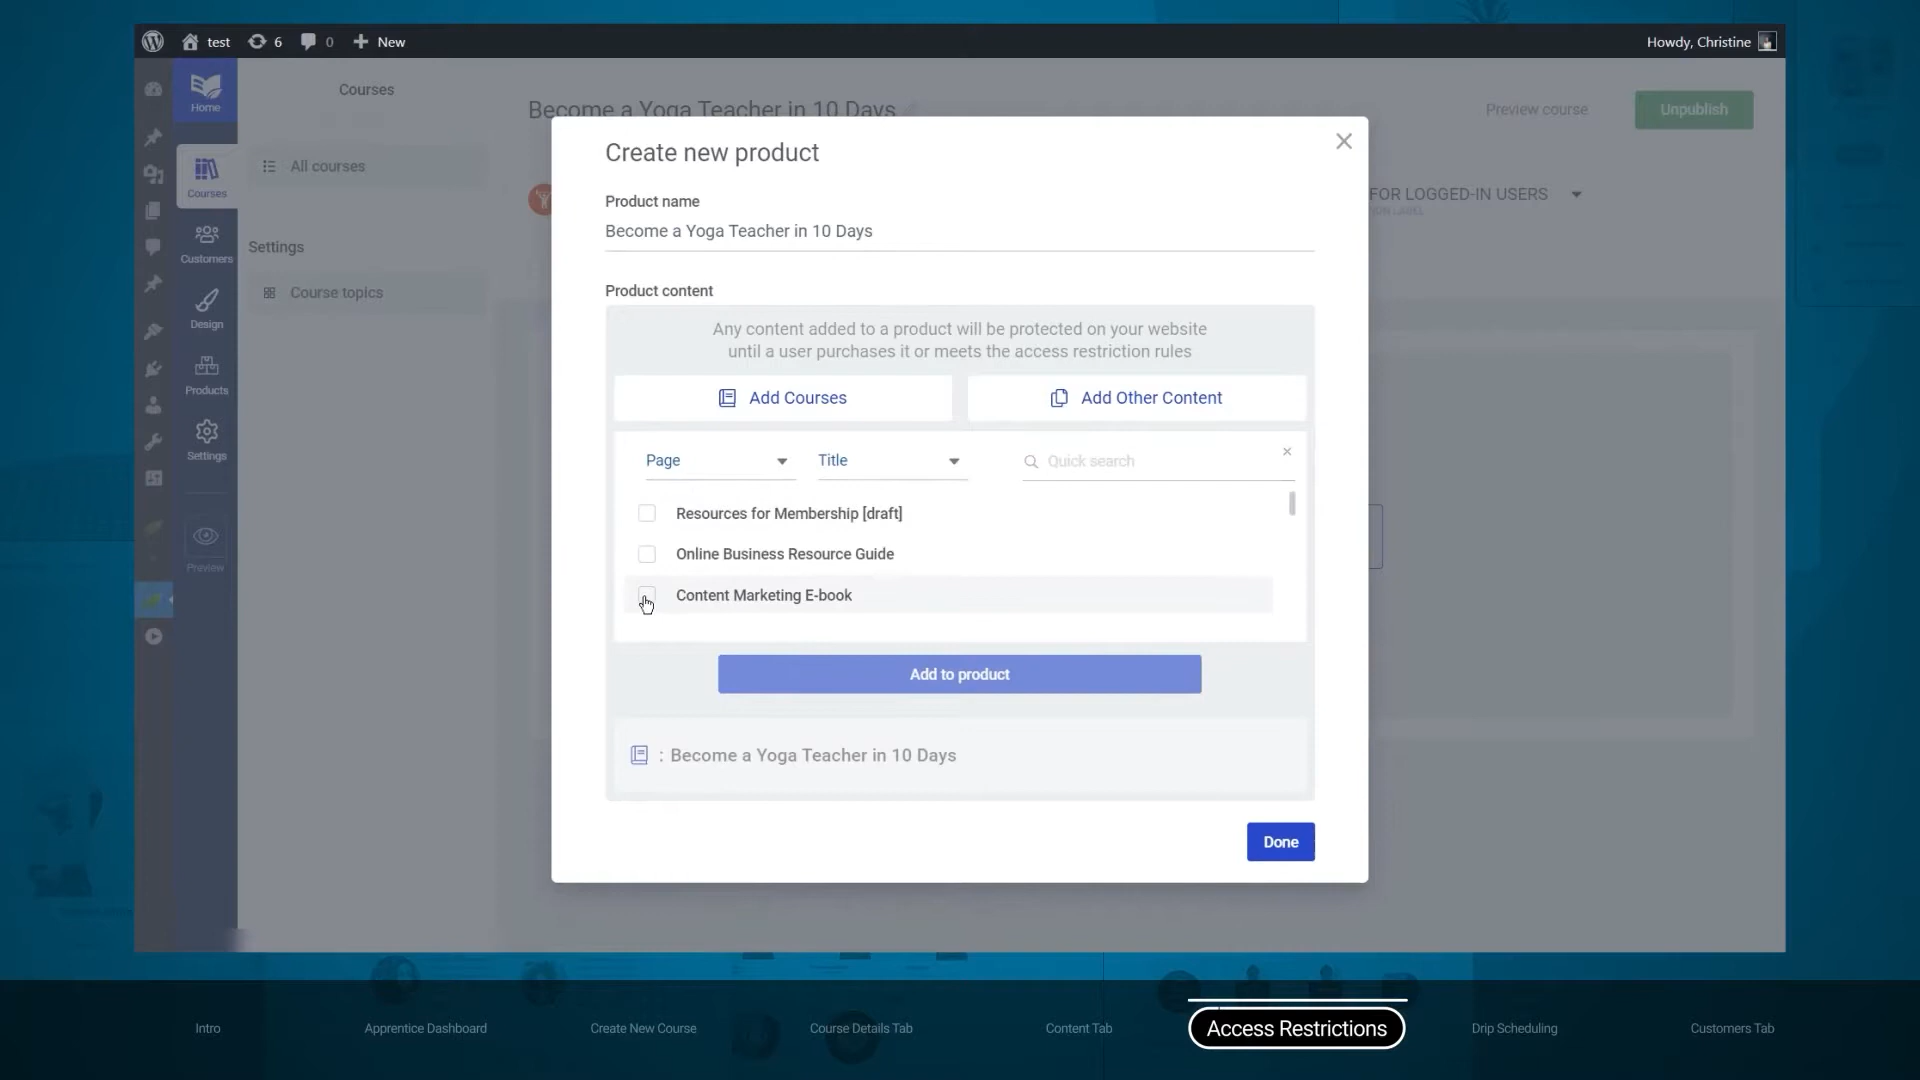 test
6
0
New
Howdy, Christine
Home
Courses
Become a Yoga Teacher in 10 Days
Preview course
Unpublish
All courses
Courses
FOR LOGGED-IN USERS
Customers
Settings
Course topics
Design
Products
Settings
Preview
Create new product
Product name
Become a Yoga Teacher in 10 Days
Product content
Any content added to a product will be protected on your website
until a user purchases it or meets the access restriction rules
Add Courses
Add Other Content
Page
Title
Quick search
Resources for Membership [draft]
Online Business Resource Guide
Content Marketing E-book
Add to product
: Become a Yoga Teacher in 10 Days
Done
Intro
Apprentice Dashboard
Create New Course
Course Details Tab
Content Tab
Access Restrictions
Drip Scheduling
Customers Tab